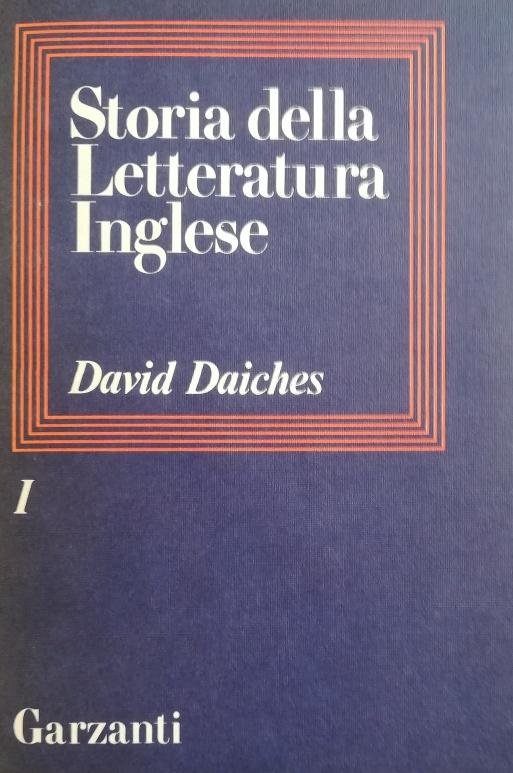 Storia della
Letteratura
Inglese
David Daiches
I
Garzanti